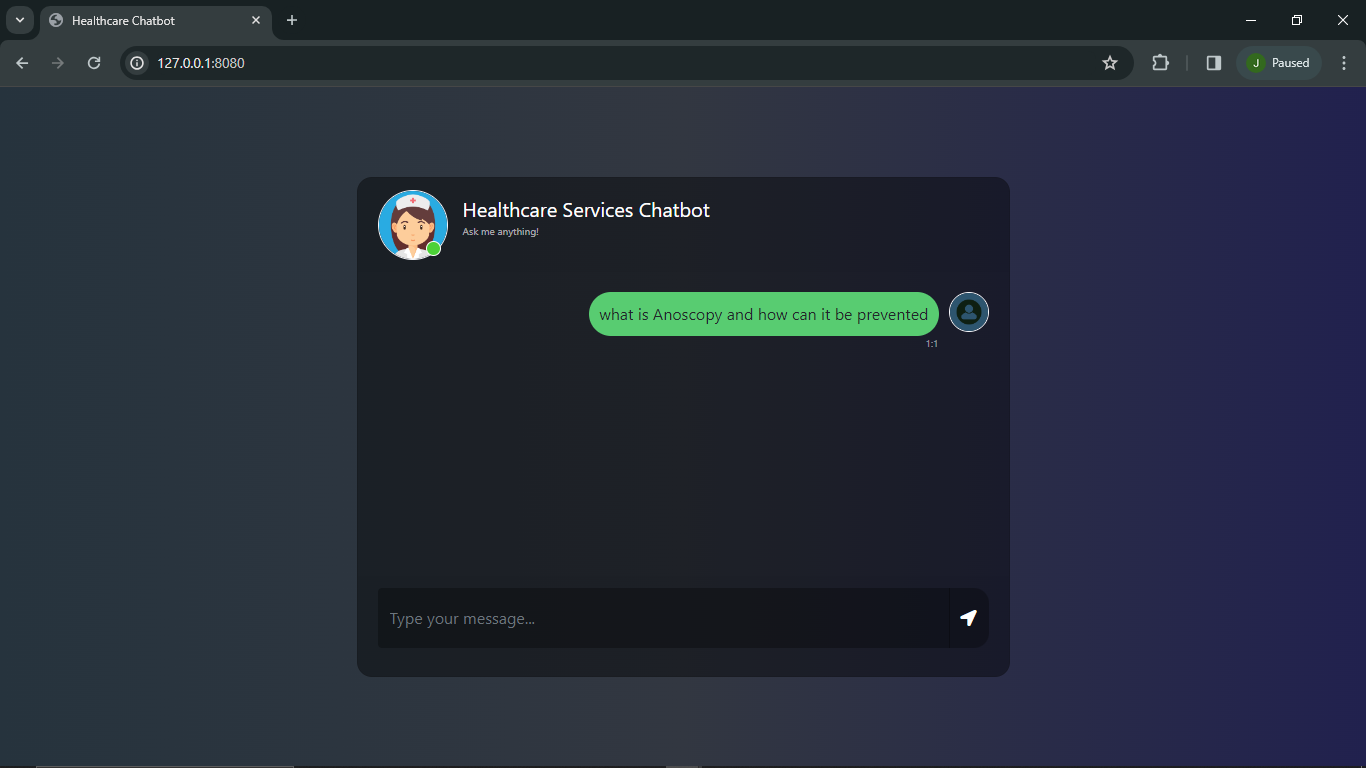 Healthcare Chatbot
127.0.0.1:8080
J Paused
Healthcare Services Chatbot
Ask me anything!
what is Anoscopy and how can it be prevented
1:1
Type your message...